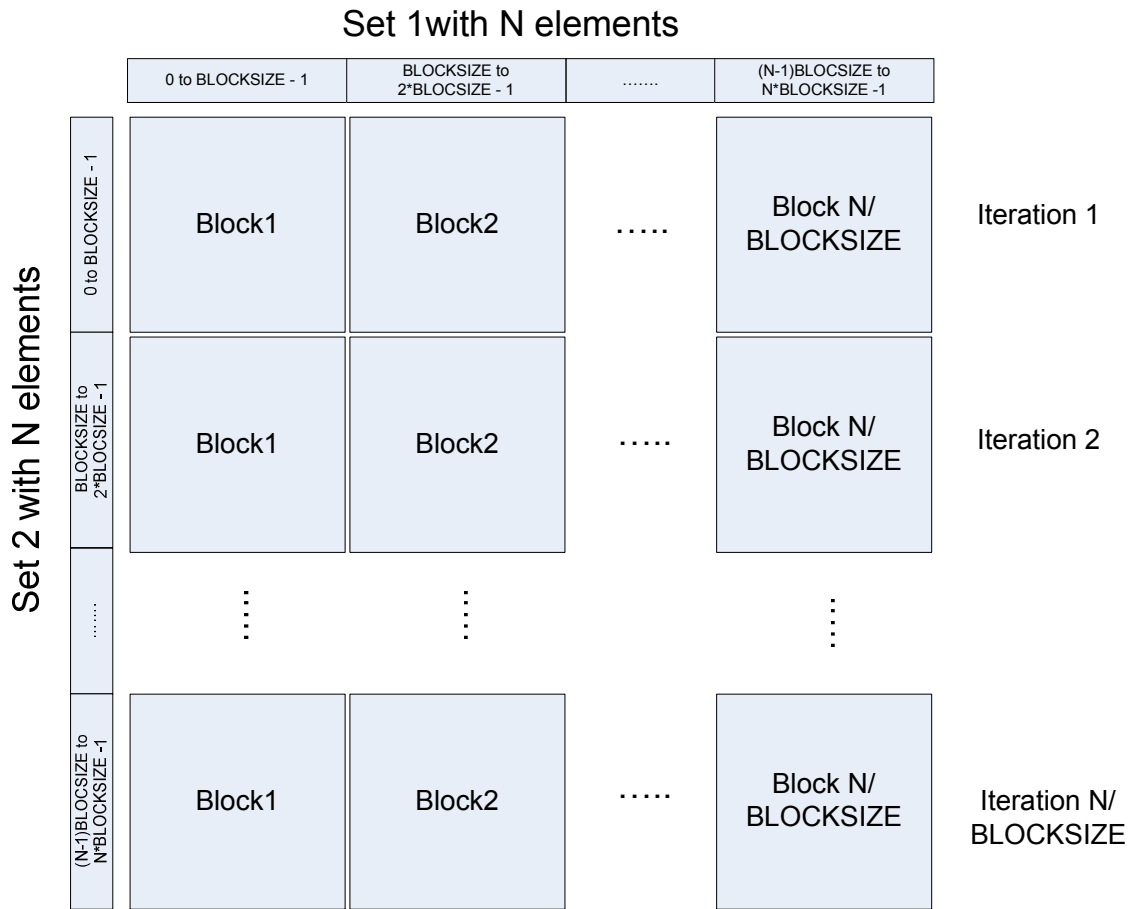 Set 1with N elements
0 to BLOCKSIZE - 1
BLOCKSIZE to
2*BLOCSIZE - 1
.......
(N-1)BLOCSIZE to
N*BLOCKSIZE -1
Set 2 with N elements
0 to BLOCKSIZE - 1
Block1
Block2
.....
Block N/
BLOCKSIZE
Iteration 1
BLOCKSIZE to
2*BLOCSIZE - 1
Block1
Block2
.....
Block N/
BLOCKSIZE
Iteration 2
.......
.....
.....
.....
(N-1)BLOCSIZE to
N*BLOCKSIZE -1
Block1
Block2
.....
Block N/
BLOCKSIZE
Iteration N/
BLOCKSIZE